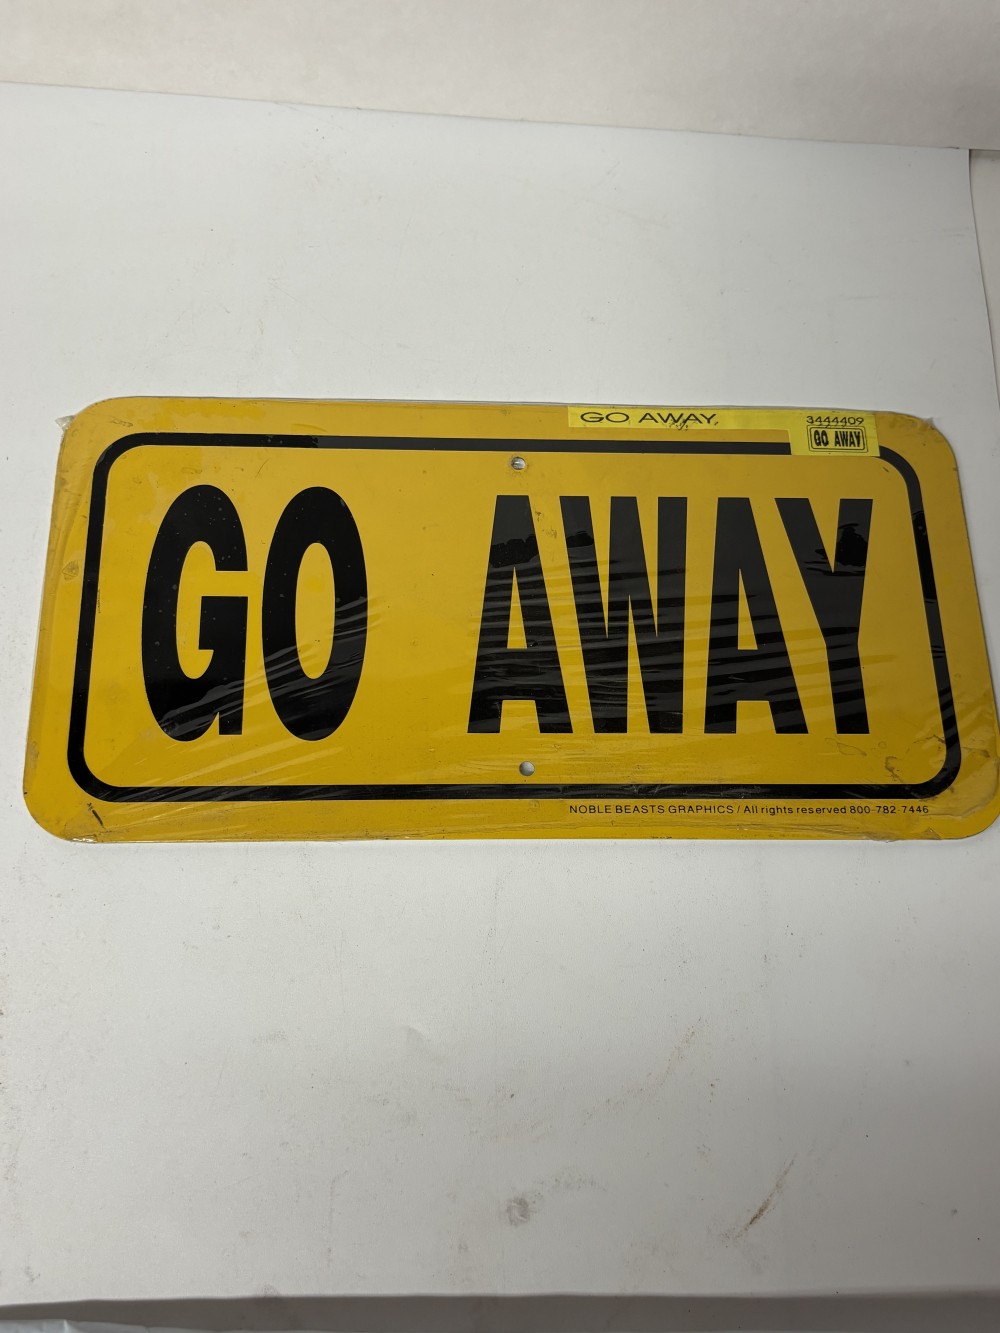 GO AWAY,
3444409
GO AWAY
GO AWAY
NOBLE BEASTS GRAPHICS / All rights reserved 800-782-7446